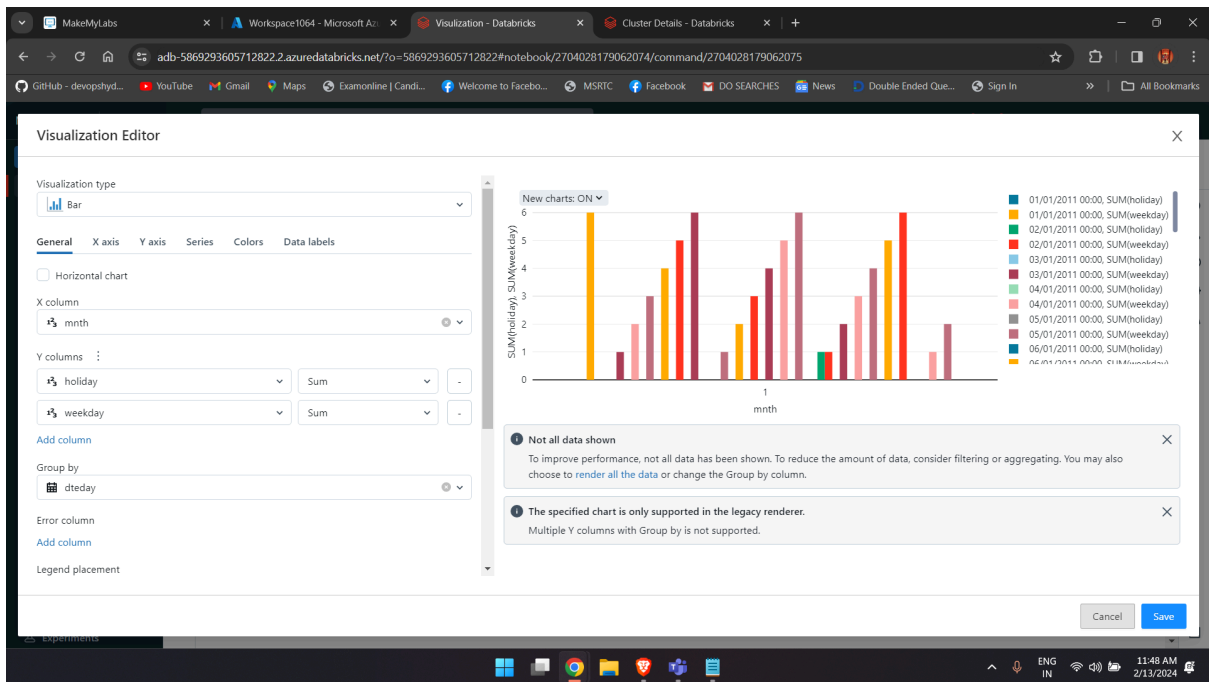 MakeMyLabs
Workspace1064 - Microsoft Az
Visulization - Databricks
Cluster Details - Databricks
adb-5869293605712822.2.azuredatabricks.net/?o=5869293605712822#notebook/2704028179062074/command/2704028179062075
GitHub - devopshyd...
YouTube
Gmail
Maps
Examonline | Candi...
Welcome to Facebo...
MSRTC
Facebook
DO SEARCHES
News
Double Ended Que...
Sign In
»
All Bookmarks
Visualization Editor
Visualization type
Bar
General X axis Y axis Series Colors Data labels
Horizontal chart
X column
1²3 mnth
Y columns
1²3 holiday Sum -
1²3 weekday Sum -
Add column
Group by
dteday
Error column
Add column
Legend placement
New charts: ON
SUM(holiday), SUM(weekday)
6
5
4
3
2
1
0
1
mnth
01/01/2011 00:00, SUM(holiday)
01/01/2011 00:00, SUM(weekday)
02/01/2011 00:00, SUM(holiday)
02/01/2011 00:00, SUM(weekday)
03/01/2011 00:00, SUM(holiday)
03/01/2011 00:00, SUM(weekday)
04/01/2011 00:00, SUM(holiday)
04/01/2011 00:00, SUM(weekday)
05/01/2011 00:00, SUM(holiday)
05/01/2011 00:00, SUM(weekday)
06/01/2011 00:00, SUM(holiday)
06/01/2011 00:00, SUM(weekday)
Not all data shown
To improve performance, not all data has been shown. To reduce the amount of data, consider filtering or aggregating. You may also
choose to render all the data or change the Group by column.
The specified chart is only supported in the legacy renderer.
Multiple Y columns with Group by is not supported.
Cancel
Save
Experiments
ENG
IN
11:48 AM
2/13/2024